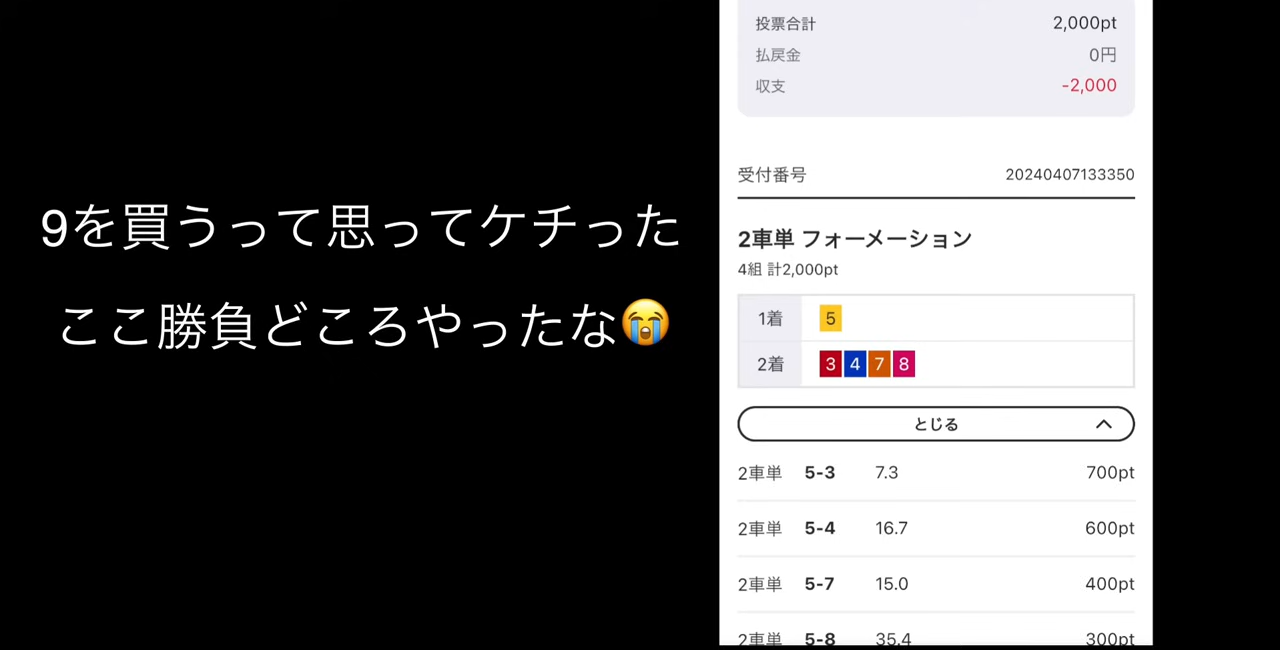 9を買うって思ってケチった
ここ勝負どころやったな😭
投票合計 2,000pt
払戻金 0円
収支 -2,000
受付番号 20240407133350
2車単 フォーメーション
4組 計2,000pt
1着 5
2着 3 4 7 8
とじる
2車単 5-3 7.3 700pt
2車単 5-4 16.7 600pt
2車単 5-7 15.0 400pt
2車単 5-8 35.4 300pt